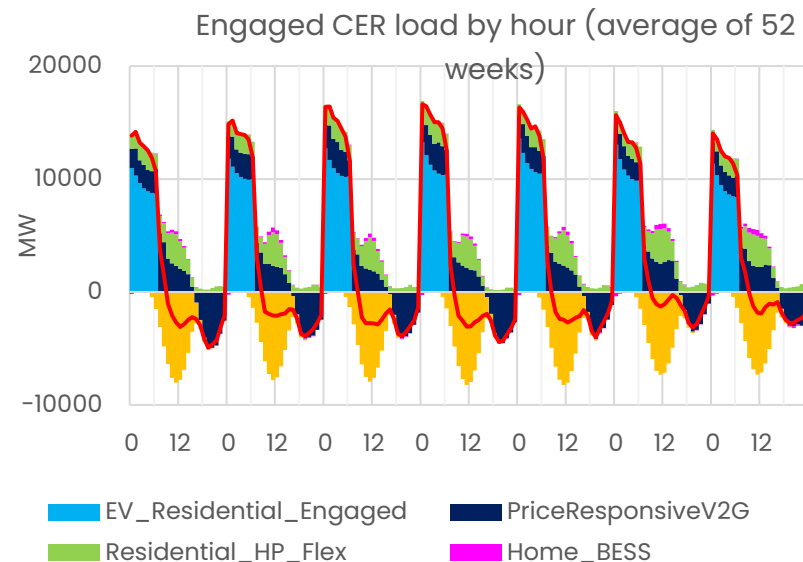 Engaged CER load by hour (average of 52
weeks)
20000
10000
0
-10000
MW
0 12 0 12 0 12 0 12 0 12 0 12 0 12
EV_Residential_Engaged PriceResponsiveV2G
Residential_HP_Flex Home_BESS